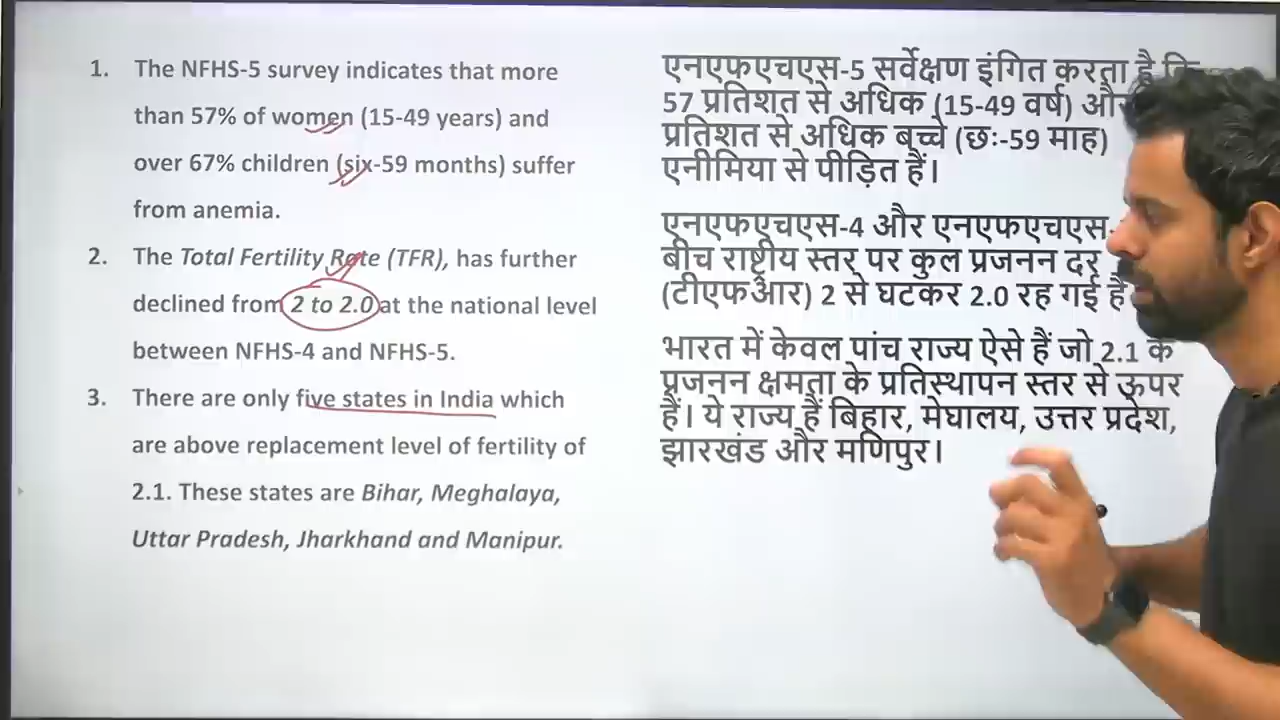 1. The NFHS-5 survey indicates that more
than 57% of women (15-49 years) and
over 67% children (six-59 months) suffer
from anemia.
2. The Total Fertility Rate (TFR), has further
declined from 2 to 2.0 at the national level
between NFHS-4 and NFHS-5.
3. There are only five states in India which
are above replacement level of fertility of
2.1. These states are Bihar, Meghalaya,
Uttar Pradesh, Jharkhand and Manipur.
एनएफएचएस-5 सर्वेक्षण इंगित करता है
57 प्रतिशत से अधिक (15-49 वर्ष)
प्रतिशत से अधिक बच्चे (छः-59 माह)
एनीमिया से पीड़ित हैं।
एनएफएचएस-4 और एनएफएचएस-
बीच राष्ट्रीय स्तर पर कुल प्रजनन दर
(टीएफआर) 2 से घटकर 2.0 रह गई है
भारत में केवल पांच राज्य ऐसे हैं जो 2.1 के
प्रजनन क्षमता के प्रतिस्थापन स्तर से ऊपर
हैं। ये राज्य हैं बिहार, मेघालय, उत्तर प्रदेश,
झारखंड और मणिपुर।